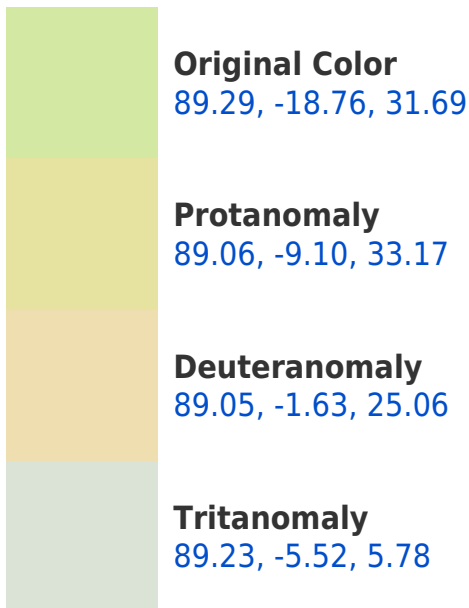 Original Color
89.29, -18.76, 31.69
Protanomaly
89.06, -9.10, 33.17
Deuteranomaly
89.05, -1.63, 25.06
Tritanomaly
89.23, -5.52, 5.78